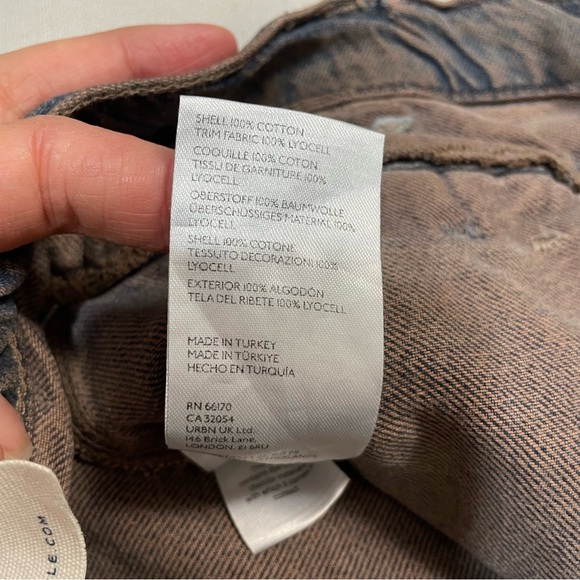 SHELL 100% COTTON
TRIM FABRIC 100% LYOCELL
COQUILLE 100% COTON
TISSU DE GARNITURE 100%
LYOCELL
OBERSTOFF 100% BAUMWOLLE
ÜBERSCHÜSSIGES MATERIAL 100%
LYOCELL
SHELL 100% COTONE
TESSUTO DECORAZIONI 100%
LYOCELL
EXTERIOR 100% ALGODÓN
TELA DEL RIBETE 100% LYOCELL
MADE IN TURKEY
MADE IN TÜRKIYE
HECHO EN TURQUÍA
RN 66170
CA 32054
URBN UK Ltd.
146 Brick Lane,
LONDON. E1 6RU
LE.COM